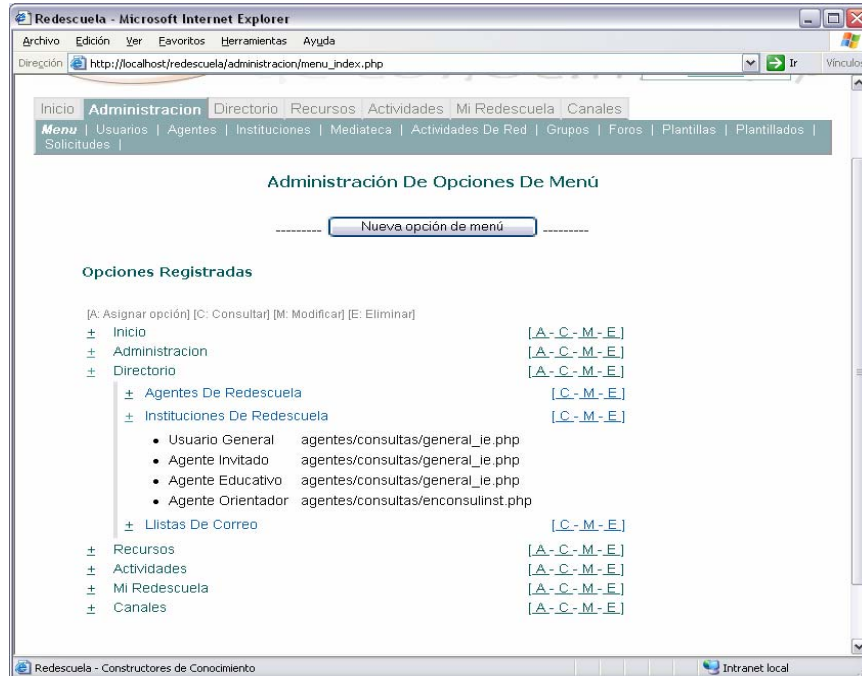 Redescuela - Microsoft Internet Explorer
Archivo Edición Ver Favoritos Herramientas Ayuda
Dirección http://localhost/redescuela/administracion/menu_index.php Ir Vínculos
Inicio Administracion Directorio Recursos Actividades Mi Redescuela Canales
Menu | Usuarios | Agentes | Instituciones | Mediateca | Actividades De Red | Grupos | Foros | Plantillas | Plantillados |
Solicitudes |
Administración De Opciones De Menú
--------- Nueva opción de menú ---------
Opciones Registradas
[A: Asignar opción] [C: Consultar] [M: Modificar] [E: Eliminar]
+ Inicio [ A - C - M - E ]
+ Administracion [ A - C - M - E ]
+ Directorio [ A - C - M - E ]
+ Agentes De Redescuela [ C - M - E ]
+ Instituciones De Redescuela [ C - M - E ]
• Usuario General agentes/consultas/general_ie.php
• Agente Invitado agentes/consultas/general_ie.php
• Agente Educativo agentes/consultas/general_ie.php
• Agente Orientador agentes/consultas/enconsulinst.php
+ Llistas De Correo [ C - M - E ]
+ Recursos [ A - C - M - E ]
+ Actividades [ A - C - M - E ]
+ Mi Redescuela [ A - C - M - E ]
+ Canales [ A - C - M - E ]
Redescuela - Constructores de Conocimiento Intranet local